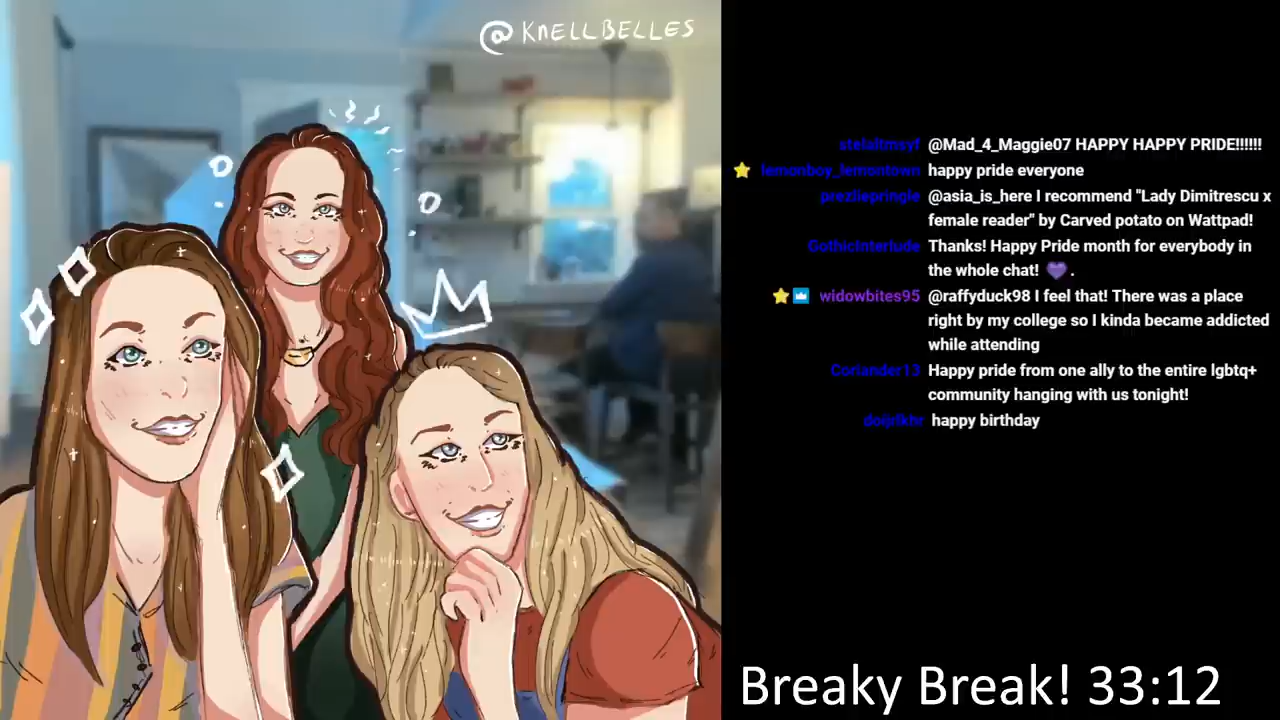 @KNELLBELLES
stelaltmsyf @Mad_4_Maggie07 HAPPY HAPPY PRIDE!!!!!!
lemonboy_lemontown happy pride everyone
prezliepringle @asia_is_here I recommend "Lady Dimitrescu x
female reader" by Carved potato on Wattpad!
GothicInterlude Thanks! Happy Pride month for everybody in
the whole chat! 💜 .
widowbites95 @raffyduck98 I feel that! There was a place
right by my college so I kinda became addicted
while attending
Coriander13 Happy pride from one ally to the entire lgbtq+
community hanging with us tonight!
happy birthday
Breaky Break! 33:12